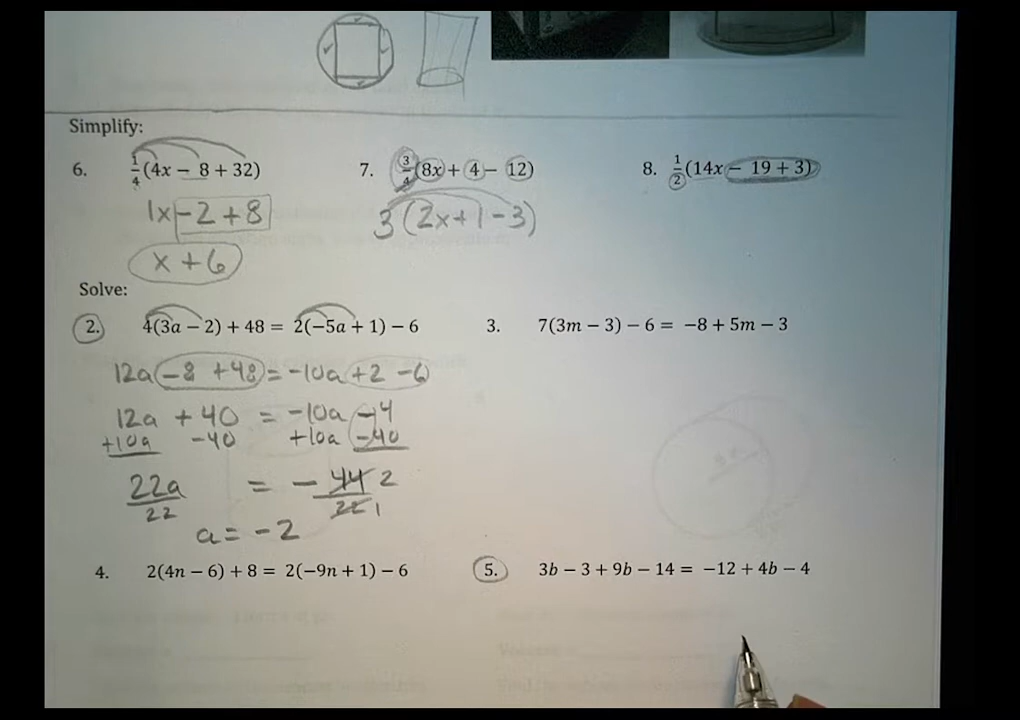 Simplify:
6. 1/4(4x − 8 + 32) 7. 3/4(8x + 4 − 12) 8. 1/2(14x − 19 + 3)
1x −2 + 8 3(2x + 1 − 3)
x + 6
Solve:
2. 4(3a − 2) + 48 = 2(−5a + 1) − 6 3. 7(3m − 3) − 6 = −8 + 5m − 3
12a − 8 + 48 = −10a + 2 − 6
12a + 40 = −10a − 4
+10a −40 +10a −40
22a = −44 2
22 22 1
a = −2
4. 2(4n − 6) + 8 = 2(−9n + 1) − 6 5. 3b − 3 + 9b − 14 = −12 + 4b − 4